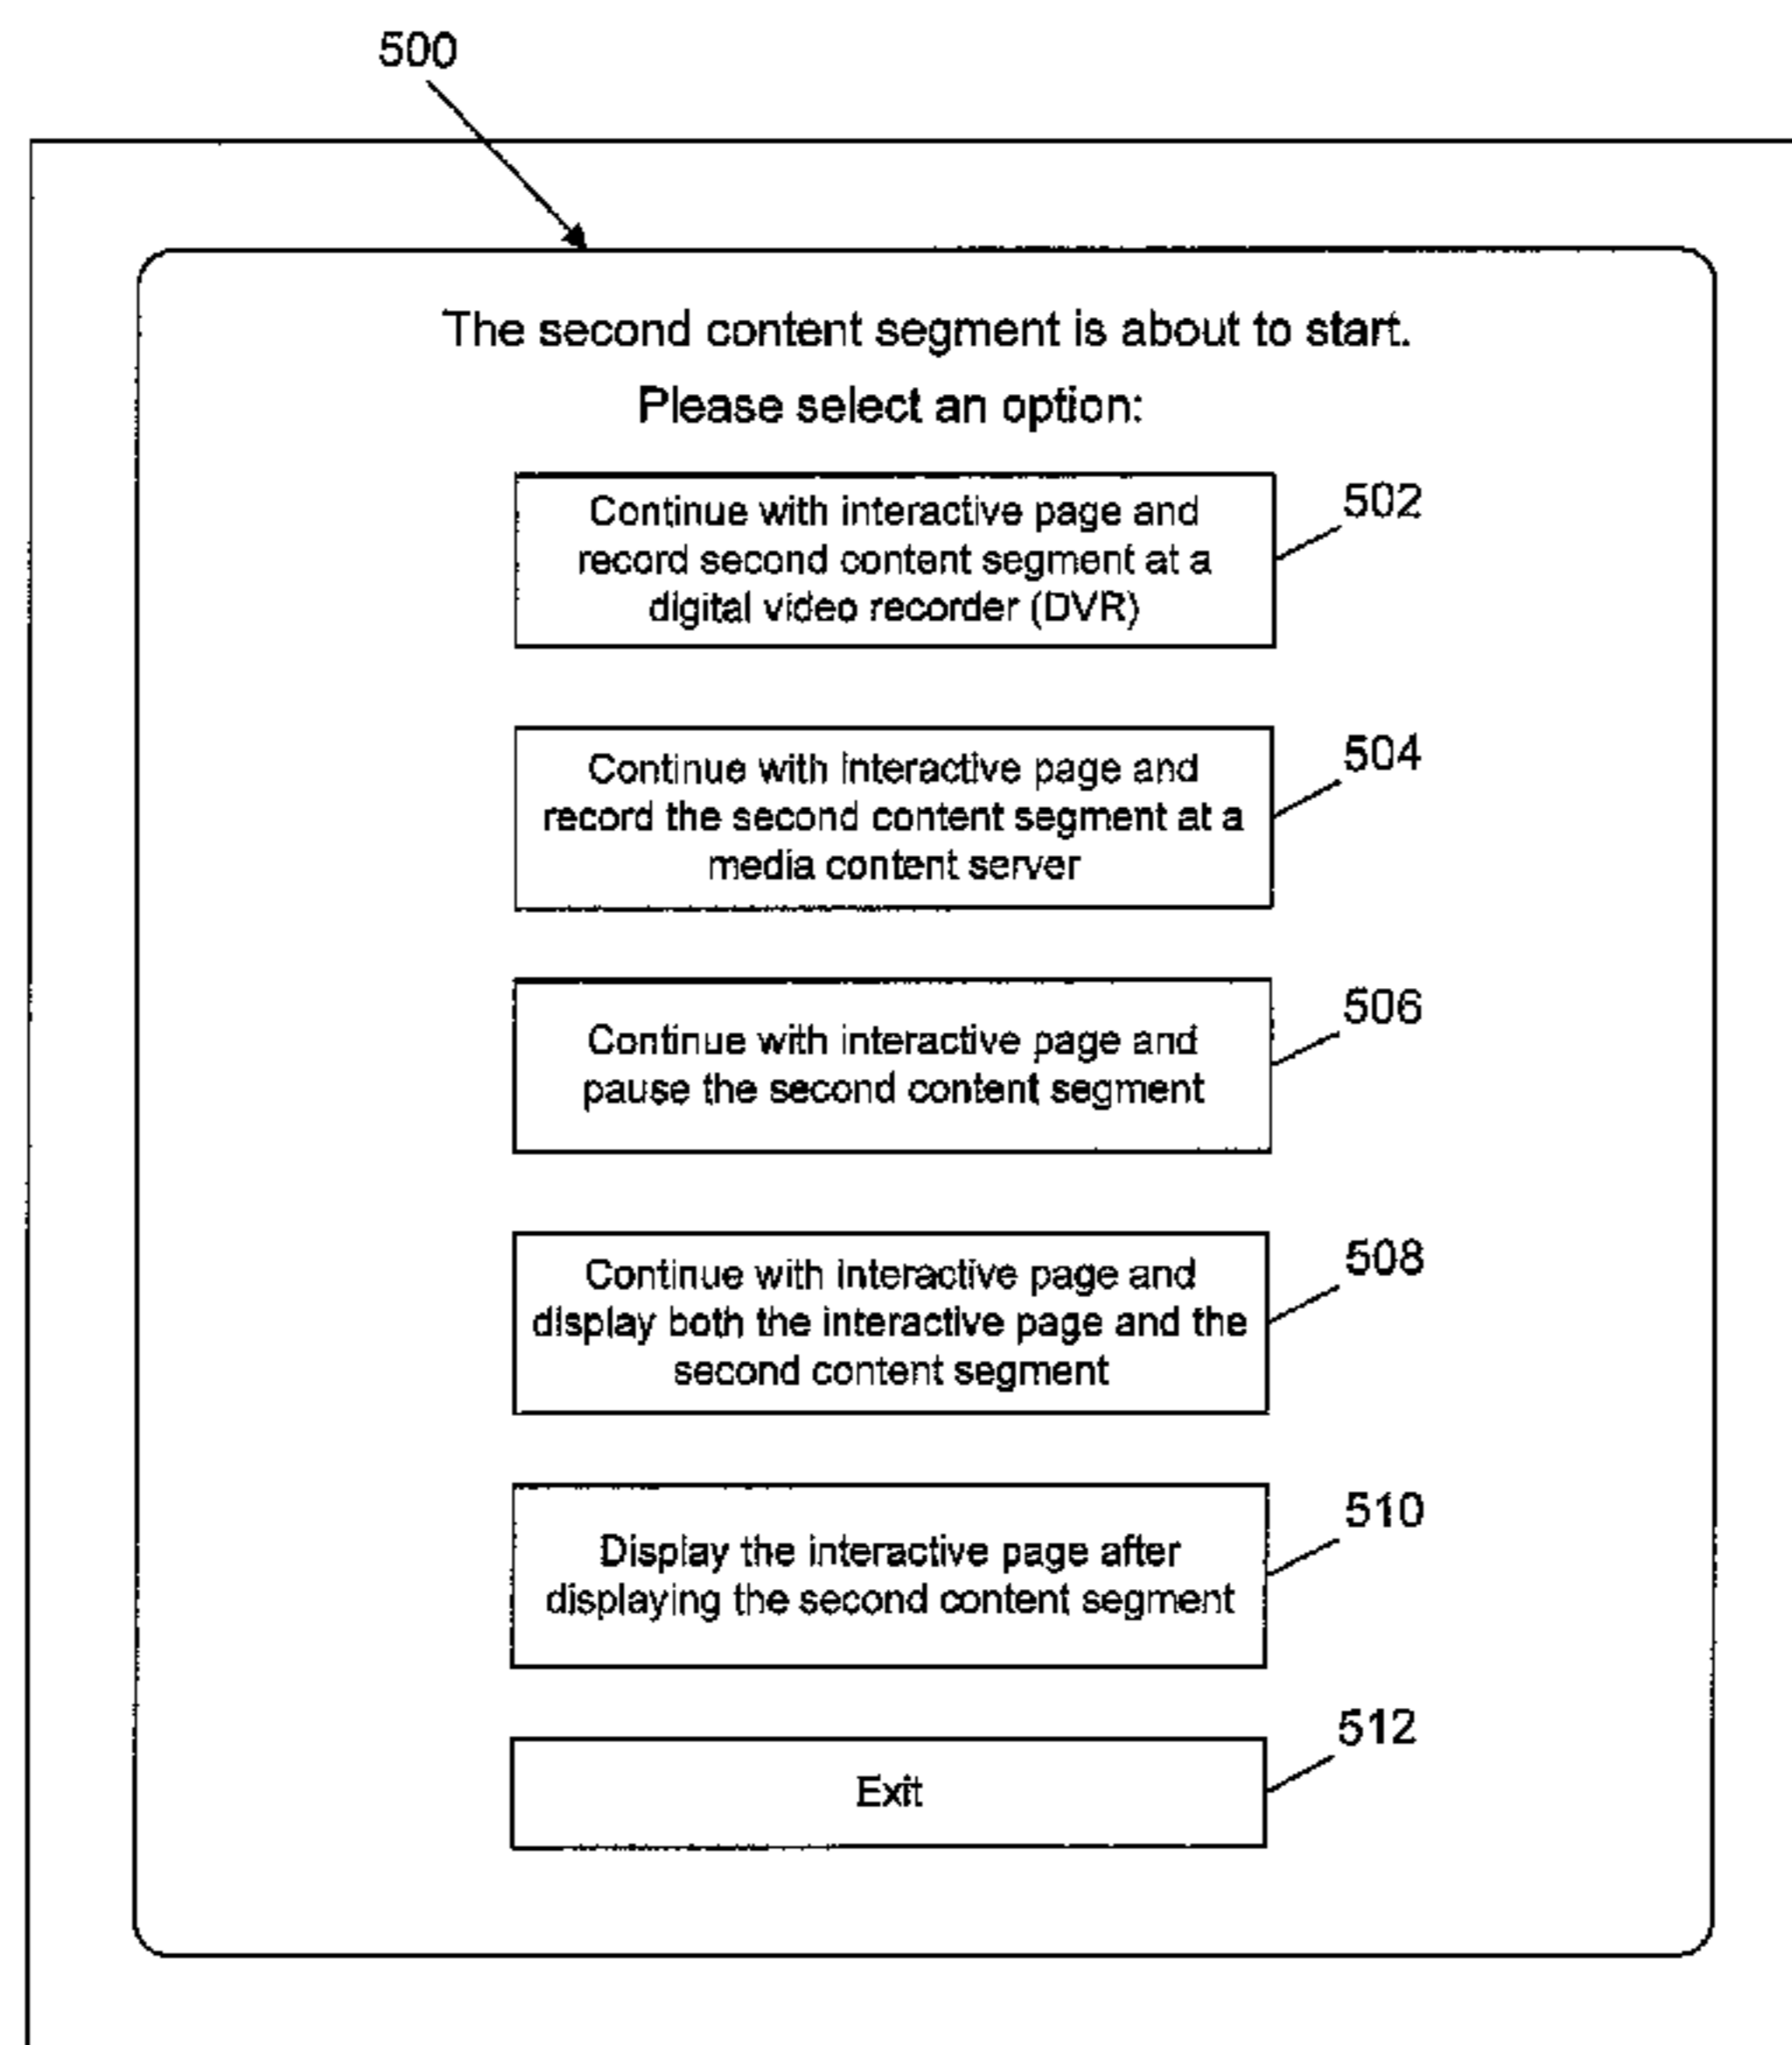 500
The second content segment is about to start.
Please select an option:
Continue with interactive page and
record second content segment at a
digital video recorder (DVR)
502
Continue with interactive page and
record the second content segment at a
media content server
504
Continue with interactive page and
pause the second content segment
506
Continue with interactive page and
display both the interactive page and the
second content segment
508
Display the interactive page after
displaying the second content segment
510
Exit
512